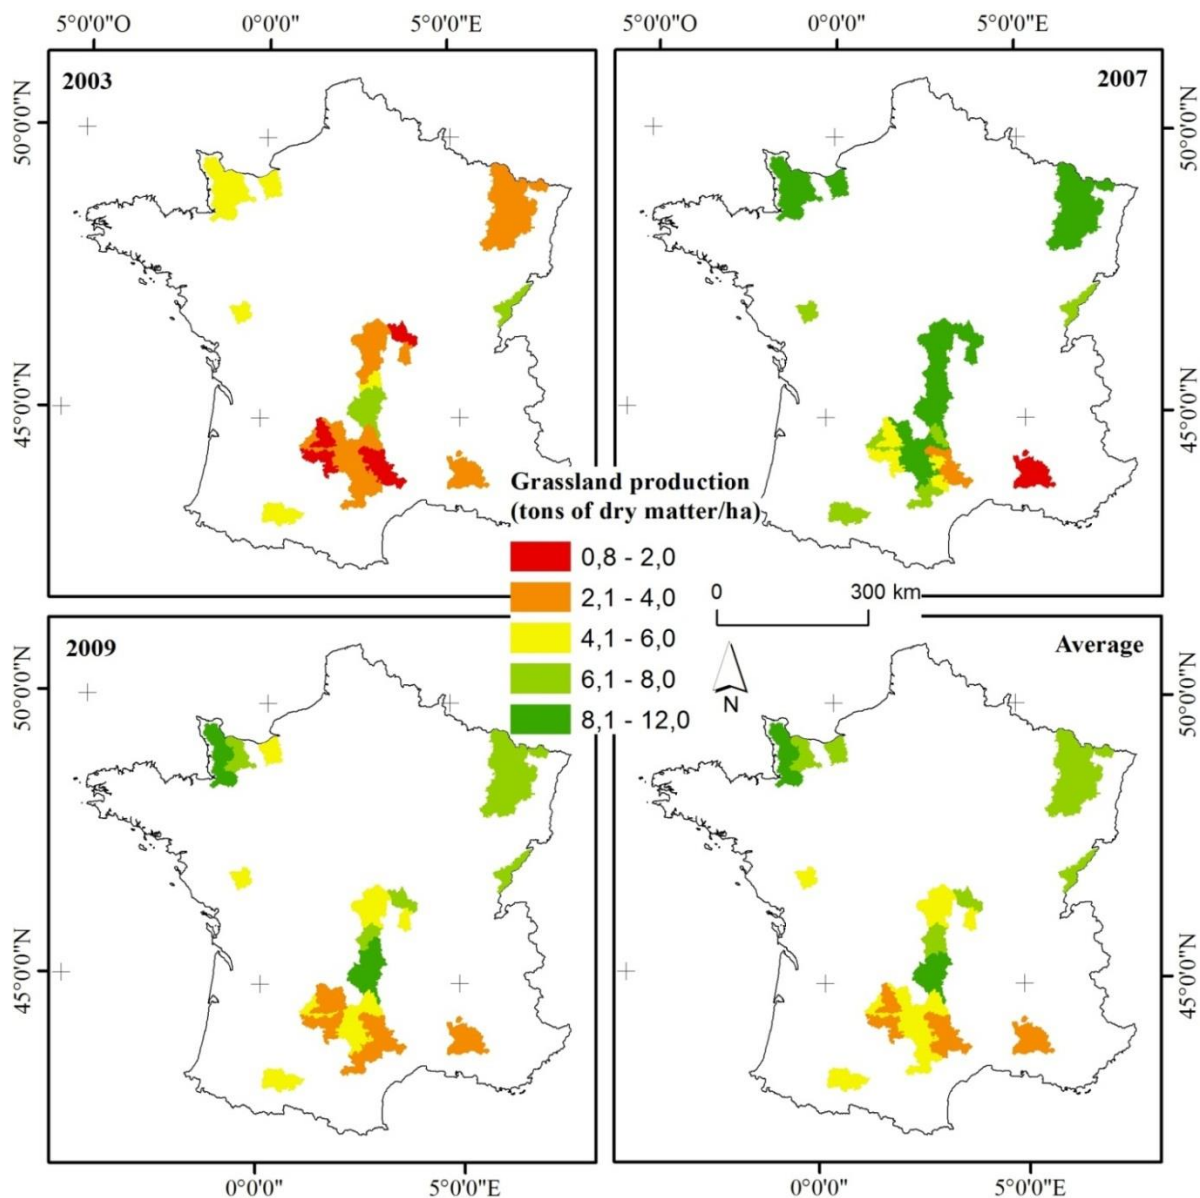 5°0'0"O 0°0'0" 5°0'0"E 5°0'0"O 0°0'0" 5°0'0"E
2003 2007
50°0'0"N 50°0'0"N
45°0'0"N 45°0'0"N
Grassland production
(tons of dry matter/ha)
0,8 - 2,0
2,1 - 4,0
4,1 - 6,0
6,1 - 8,0
8,1 - 12,0
0 300 km
N
2009 Average
50°0'0"N 50°0'0"N
45°0'0"N 45°0'0"N
0°0'0" 5°0'0"E 0°0'0" 5°0'0"E